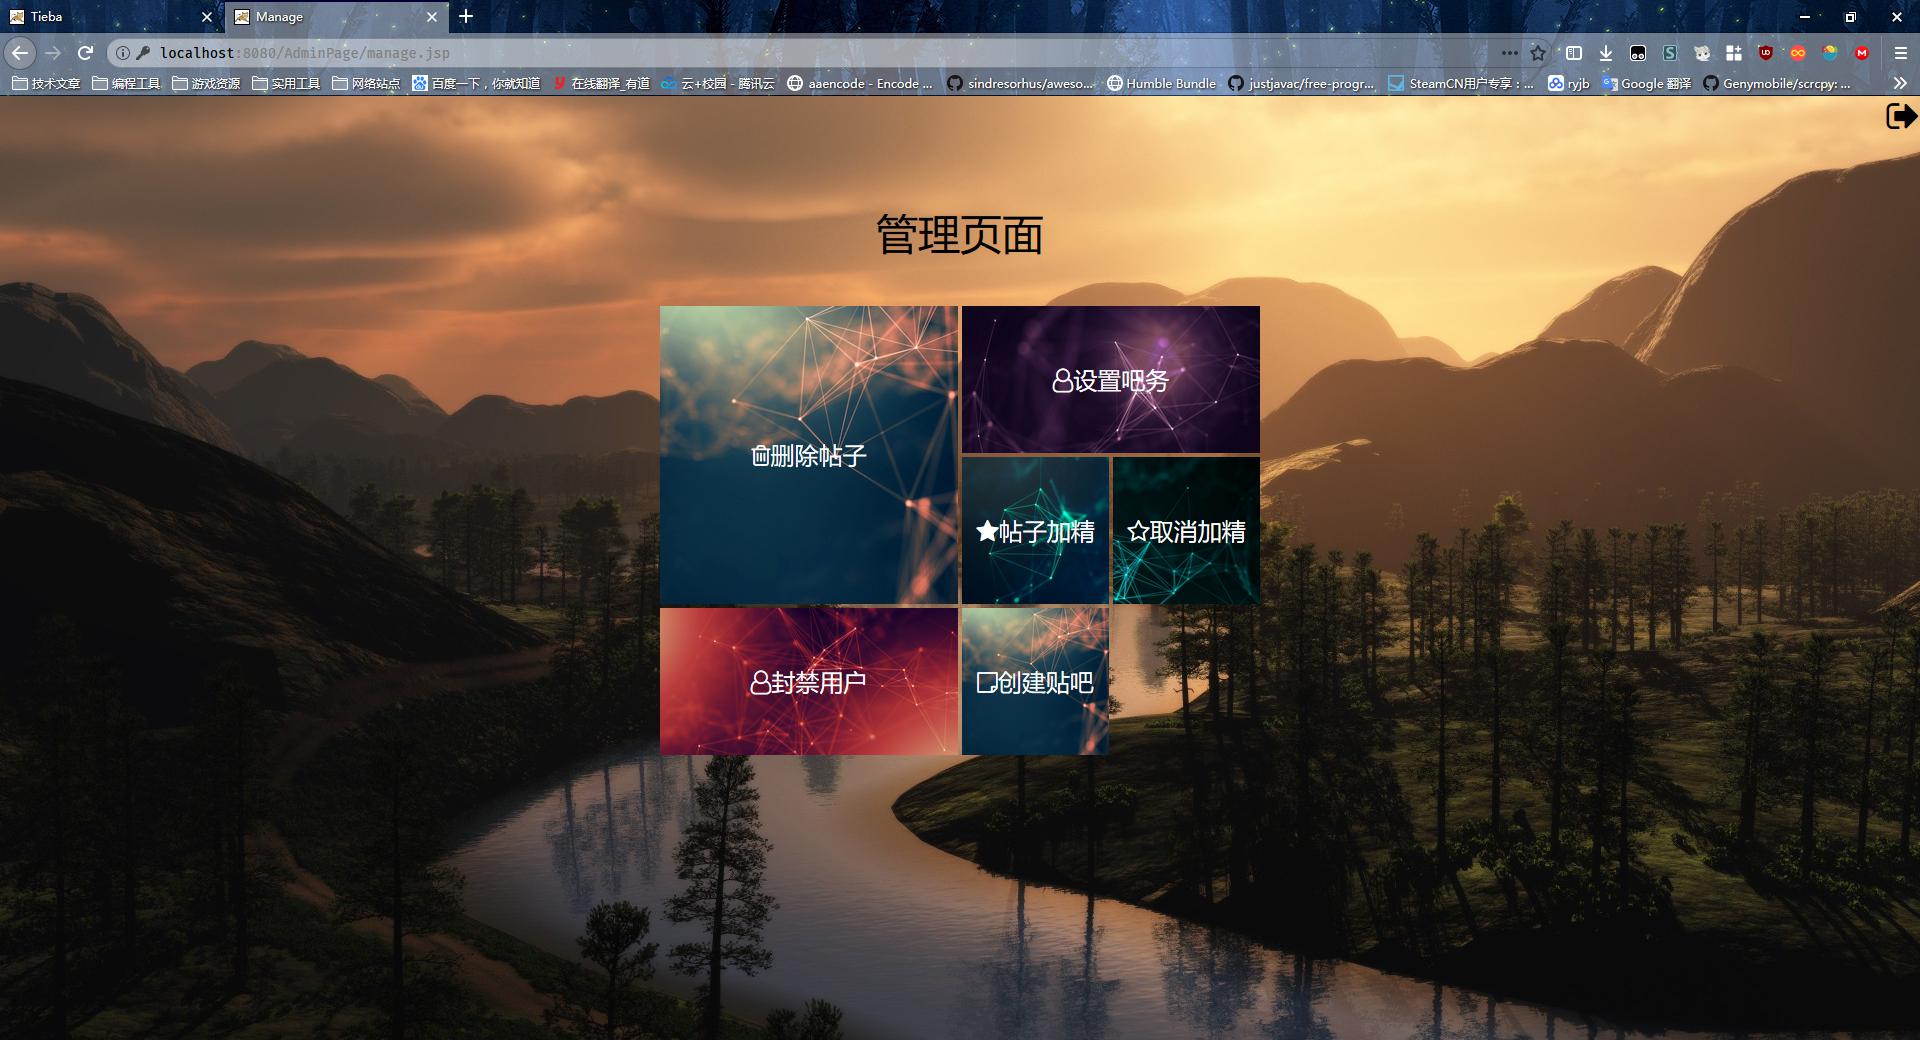 Tieba
Manage
localhost:8080/AdminPage/manage.jsp
技术文章 编程工具 游戏资源 实用工具 网络站点 百度一下，你就知道 在线翻译_有道 云+校园 - 腾讯云 aaencode - Encode ... sindresorhus/aweso... Humble Bundle justjavac/free-progr... SteamCN用户专享：... ryjb Google 翻译 Genymobile/scrcpy: ...
管理页面
删除帖子
设置吧务
帖子加精
取消加精
封禁用户
创建贴吧